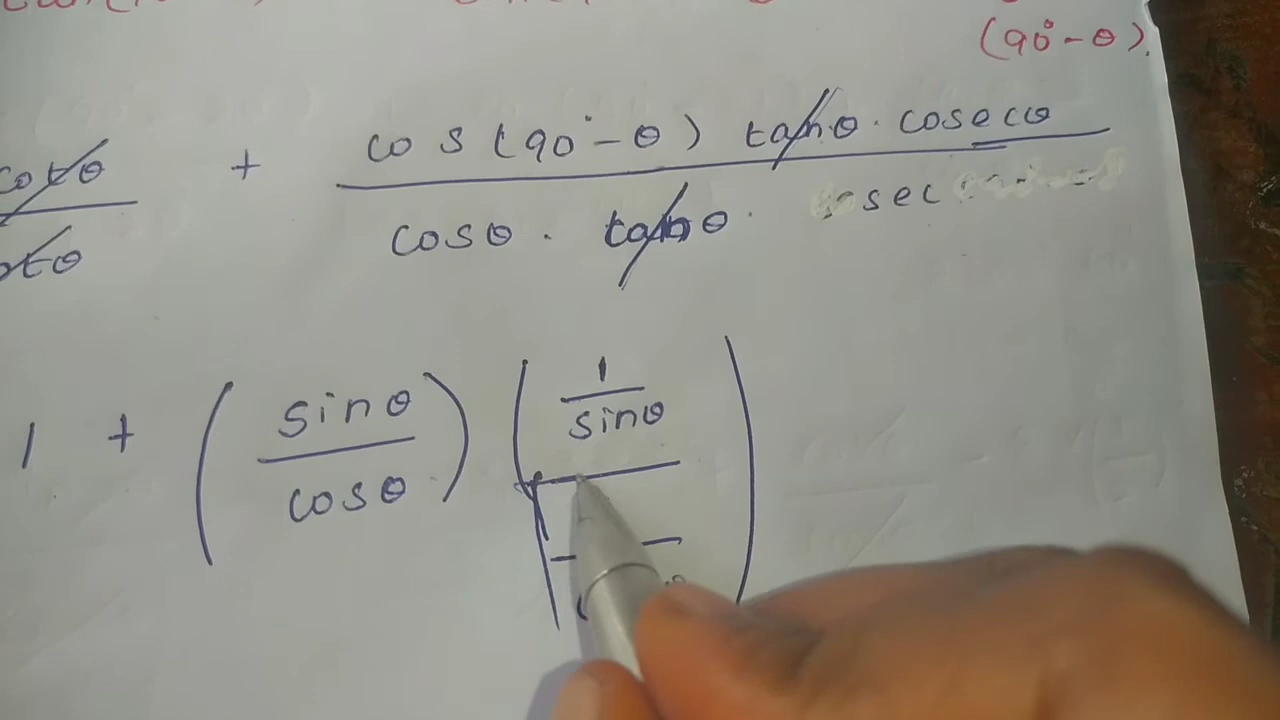 (90°-θ).
cotθ + cos(90°-θ) tanθ. cosecθ
cotθ cosθ . tanθ. cosec
1 + (sinθ) (1
cosθ sinθ)